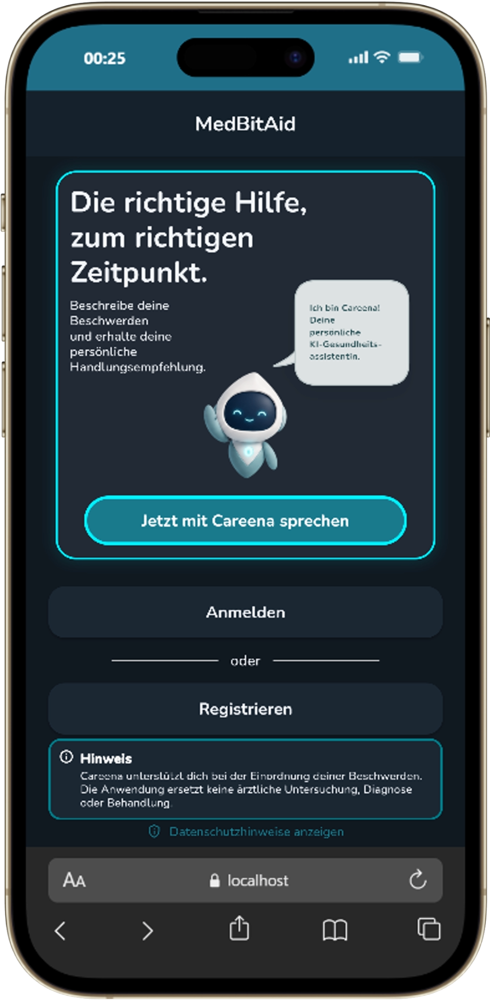 00:25
MedBitAid
Die richtige Hilfe,
zum richtigen
Zeitpunkt.
Beschreibe deine
Beschwerden
und erhalte deine
persönliche
Handlungsempfehlung.
Ich bin Careena!
Deine
persönliche
KI-Gesundheits-
assistentin.
Jetzt mit Careena sprechen
Anmelden
oder
Registrieren
Hinweis
Careena unterstützt dich bei der Einordnung deiner Beschwerden.
Die Anwendung ersetzt keine ärztliche Untersuchung, Diagnose
oder Behandlung.
Datenschutzhinweise anzeigen
AA localhost